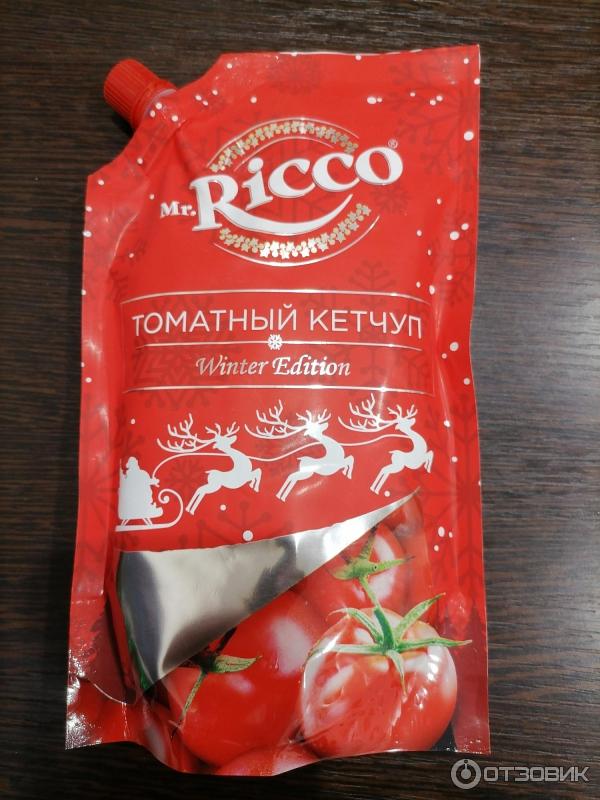 Mr. Ricco®
ТОМАТНЫЙ КЕТЧУП
Winter Edition
ОТЗОВИК